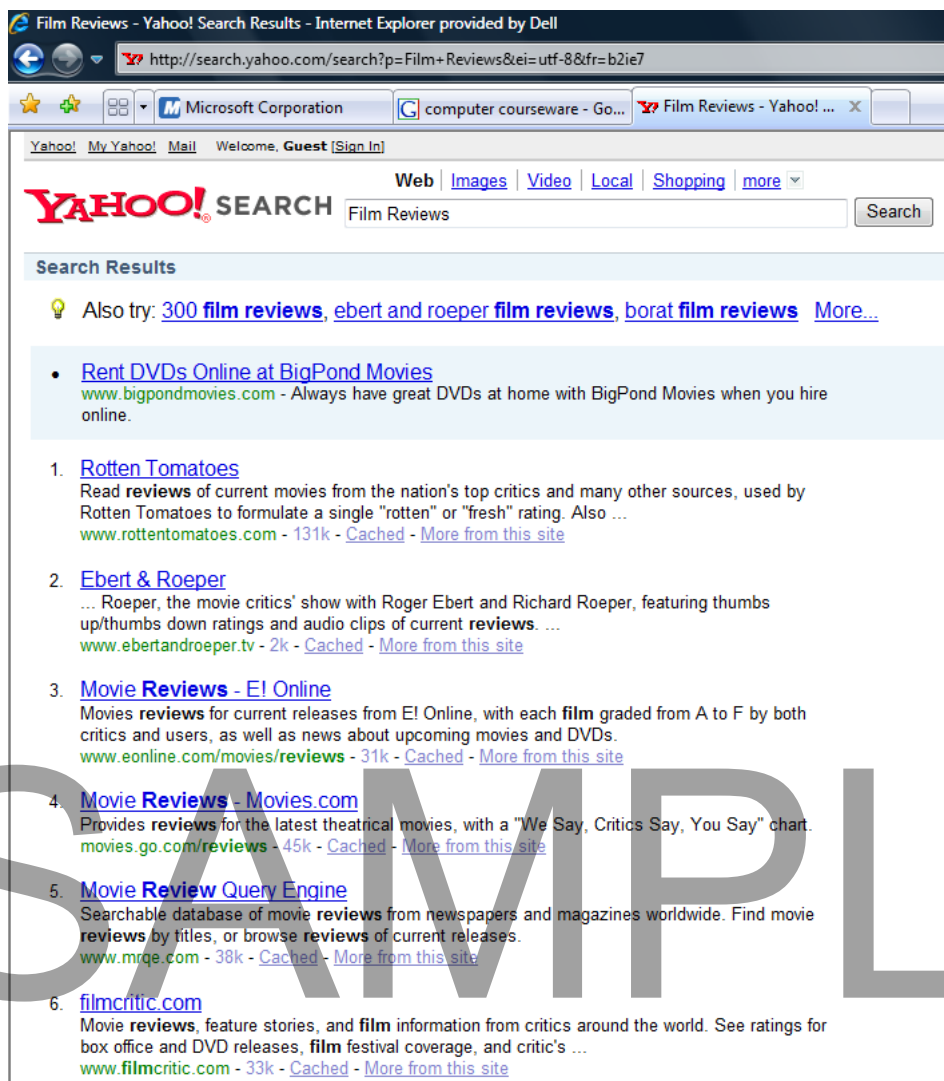 Film Reviews - Yahoo! Search Results - Internet Explorer provided by Dell
http://search.yahoo.com/search?p=Film+Reviews&ei=utf-8&fr=b2ie7
Microsoft Corporation
computer courseware - Go...
Film Reviews - Yahoo! ...
Yahoo! My Yahoo! Mail Welcome, Guest [Sign In]
Web | Images | Video | Local | Shopping | more
YAHOO! SEARCH
Film Reviews
Search
Search Results
Also try: 300 film reviews, ebert and roeper film reviews, borat film reviews More...
• Rent DVDs Online at BigPond Movies
www.bigpondmovies.com - Always have great DVDs at home with BigPond Movies when you hire
online.
1. Rotten Tomatoes
Read reviews of current movies from the nation's top critics and many other sources, used by
Rotten Tomatoes to formulate a single "rotten" or "fresh" rating. Also ...
www.rottentomatoes.com - 131k - Cached - More from this site
2. Ebert & Roeper
... Roeper, the movie critics' show with Roger Ebert and Richard Roeper, featuring thumbs
up/thumbs down ratings and audio clips of current reviews. ...
www.ebertandroeper.tv - 2k - Cached - More from this site
3. Movie Reviews - E! Online
Movies reviews for current releases from E! Online, with each film graded from A to F by both
critics and users, as well as news about upcoming movies and DVDs.
www.eonline.com/movies/reviews - 31k - Cached - More from this site
4. Movie Reviews - Movies.com
Provides reviews for the latest theatrical movies, with a "We Say, Critics Say, You Say" chart.
movies.go.com/reviews - 45k - Cached - More from this site
5. Movie Review Query Engine
Searchable database of movie reviews from newspapers and magazines worldwide. Find movie
reviews by titles, or browse reviews of current releases.
www.mrqe.com - 38k - Cached - More from this site
6. filmcritic.com
Movie reviews, feature stories, and film information from critics around the world. See ratings for
box office and DVD releases, film festival coverage, and critic's ...
www.filmcritic.com - 33k - Cached - More from this site
SAMPL